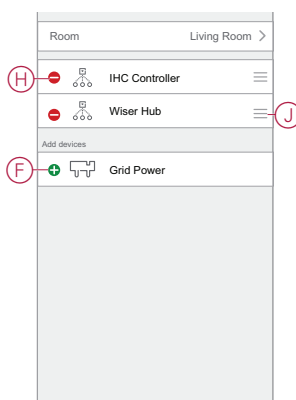 Room Living Room
H IHC Controller
Wiser Hub J
Add devices
F Grid Power